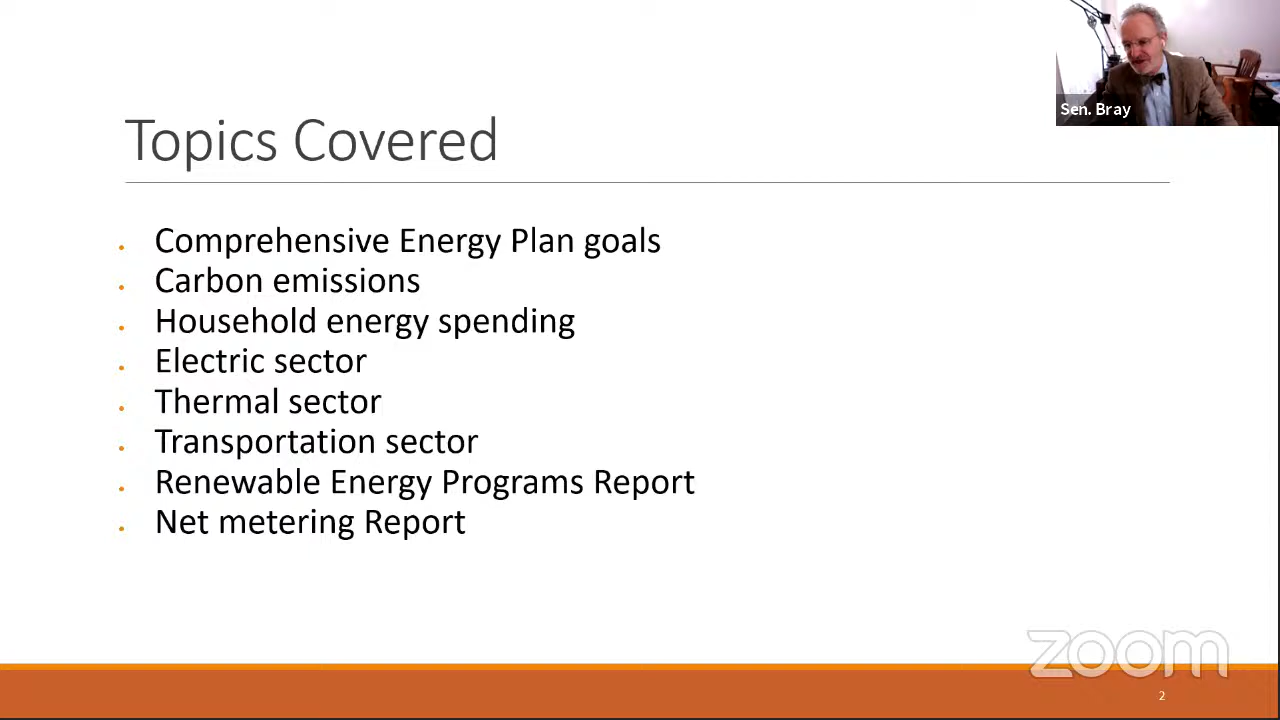 Sen. Bray
Topics Covered
Comprehensive Energy Plan goals
Carbon emissions
Household energy spending
Electric sector
Thermal sector
Transportation sector
Renewable Energy Programs Report
Net metering Report
zoom
2